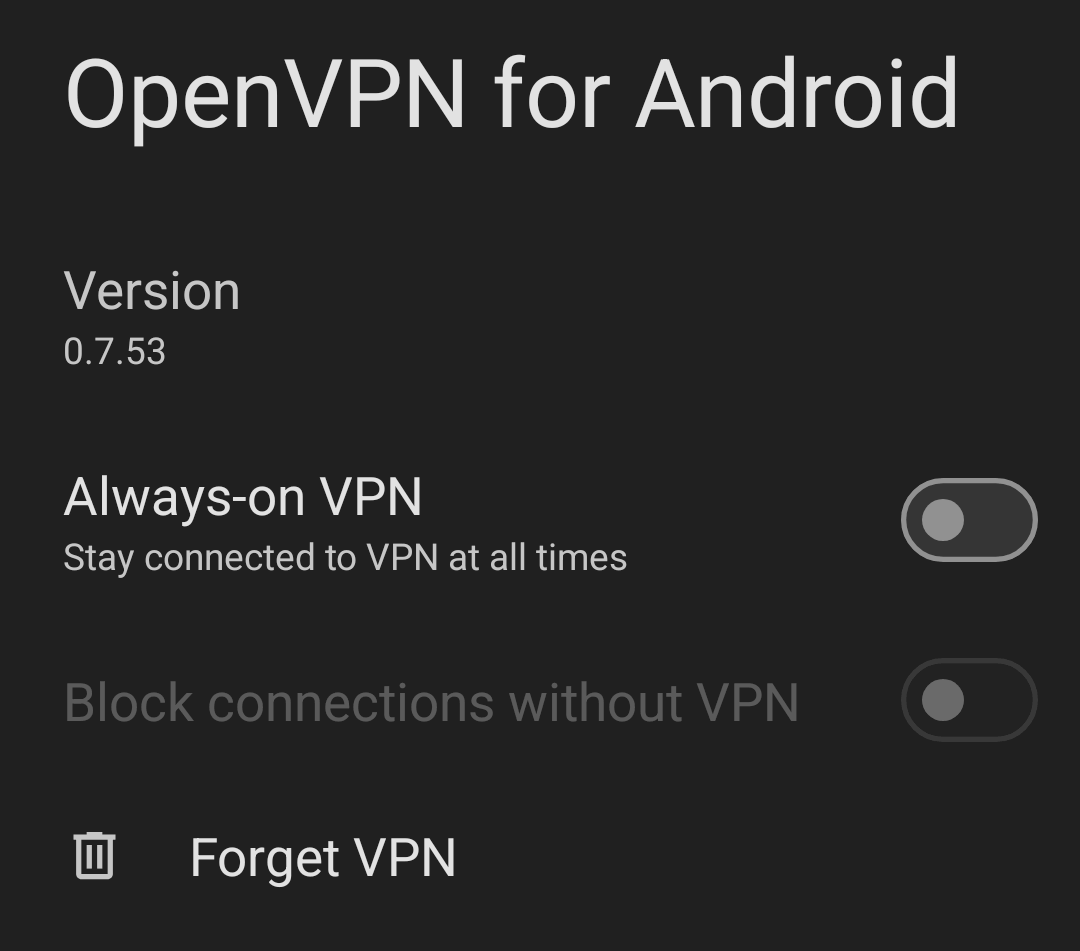 OpenVPN for Android
Version
0.7.53
Always-on VPN
Stay connected to VPN at all times
Block connections without VPN
Forget VPN